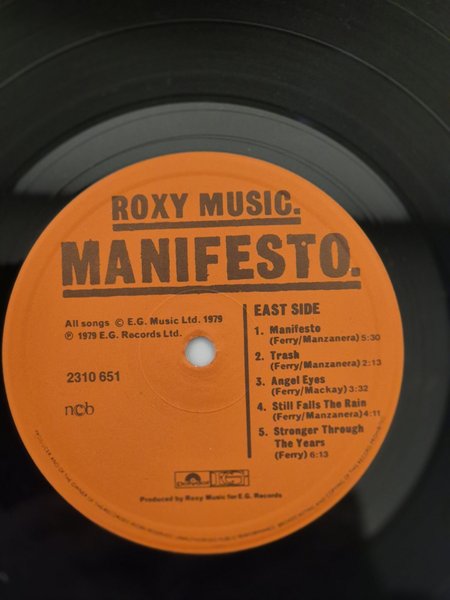 ROXY MUSIC.
MANIFESTO.
All songs © E.G. Music Ltd. 1979
℗ 1979 E.G. Records Ltd.
2310 651
ncb
EAST SIDE
1. Manifesto
(Ferry/Manzanera) 5:30
2. Trash
(Ferry/Manzanera) 2:13
3. Angel Eyes
(Ferry/Mackay) 3:32
4. Still Falls The Rain
(Ferry/Manzanera) 4:11
5. Stronger Through
The Years
(Ferry) 6:13
Produced by Roxy Music for E.G. Records